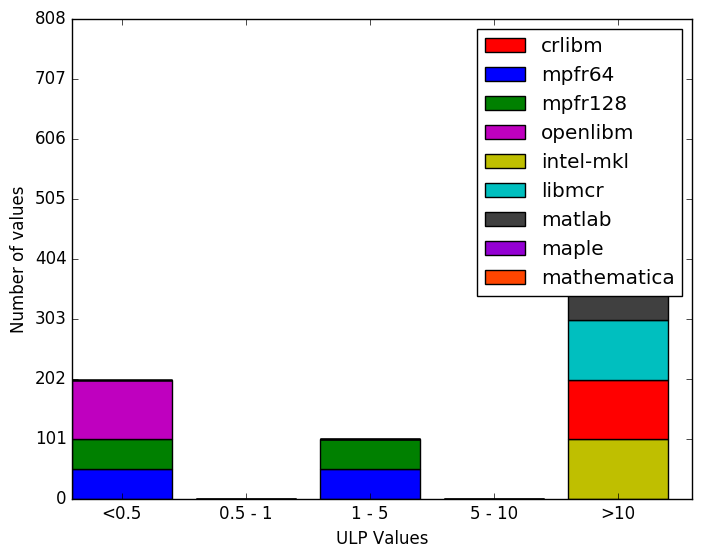 808
707
606
505
404
303
202
101
0
Number of values
crlibm
mpfr64
mpfr128
openlibm
intel-mkl
libmcr
matlab
maple
mathematica
<0.5
0.5 - 1
1 - 5
5 - 10
>10
ULP Values